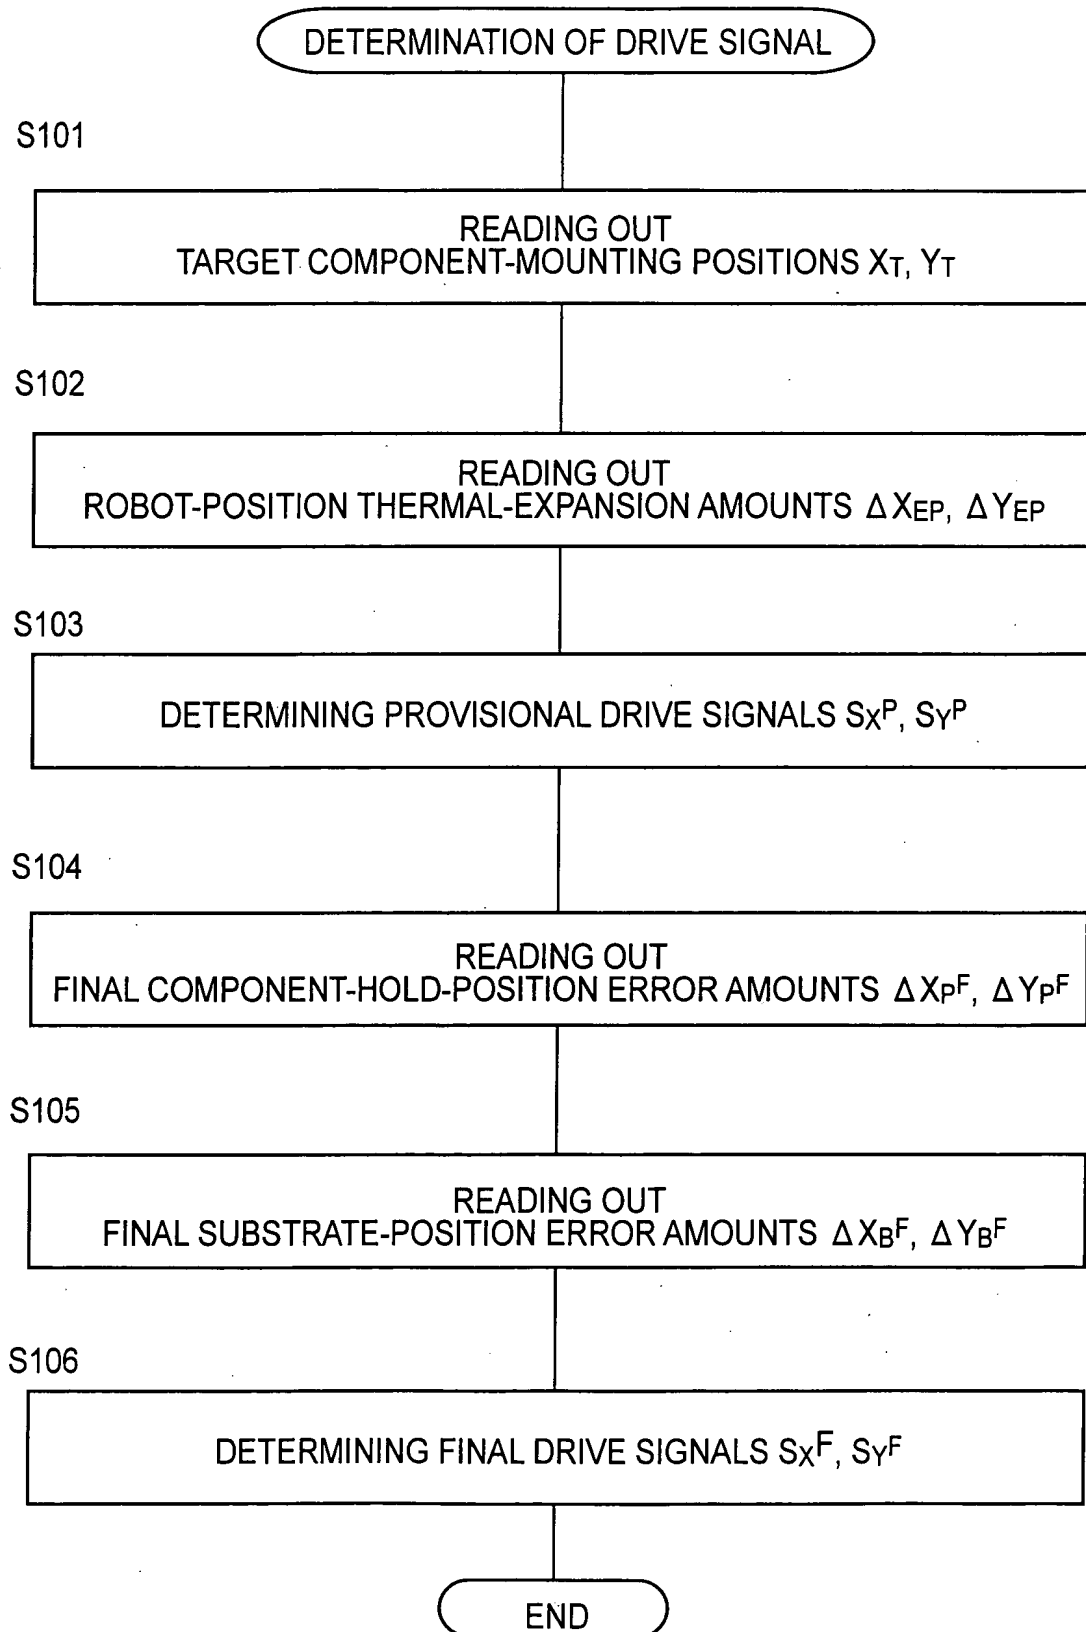 DETERMINATION OF DRIVE SIGNAL
S101
READING OUT
TARGET COMPONENT-MOUNTING POSITIONS XT, YT
S102
READING OUT
ROBOT-POSITION THERMAL-EXPANSION AMOUNTS ΔXEP, ΔYEP
S103
DETERMINING PROVISIONAL DRIVE SIGNALS SXP, SYP
S104
READING OUT
FINAL COMPONENT-HOLD-POSITION ERROR AMOUNTS ΔXPF, ΔYPF
S105
READING OUT
FINAL SUBSTRATE-POSITION ERROR AMOUNTS ΔXBF, ΔYBF
S106
DETERMINING FINAL DRIVE SIGNALS SXF, SYF
END